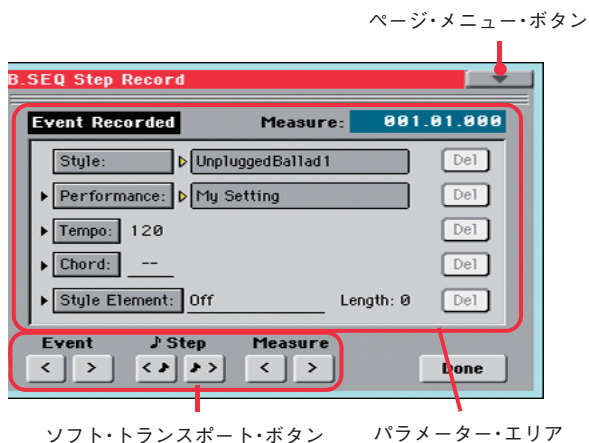 ページ・メニュー・ボタン
B.SEQ Step Record
Event Recorded Measure: 001.01.000
Style: UnpluggedBallad1 Del
Performance: My Setting Del
Tempo: 120 Del
Chord: -- Del
Style Element: Off Length: 0 Del
Event ♪ Step Measure
< > <♪ ♪> < > Done
ソフト・トランスポート・ボタン パラメーター・エリア